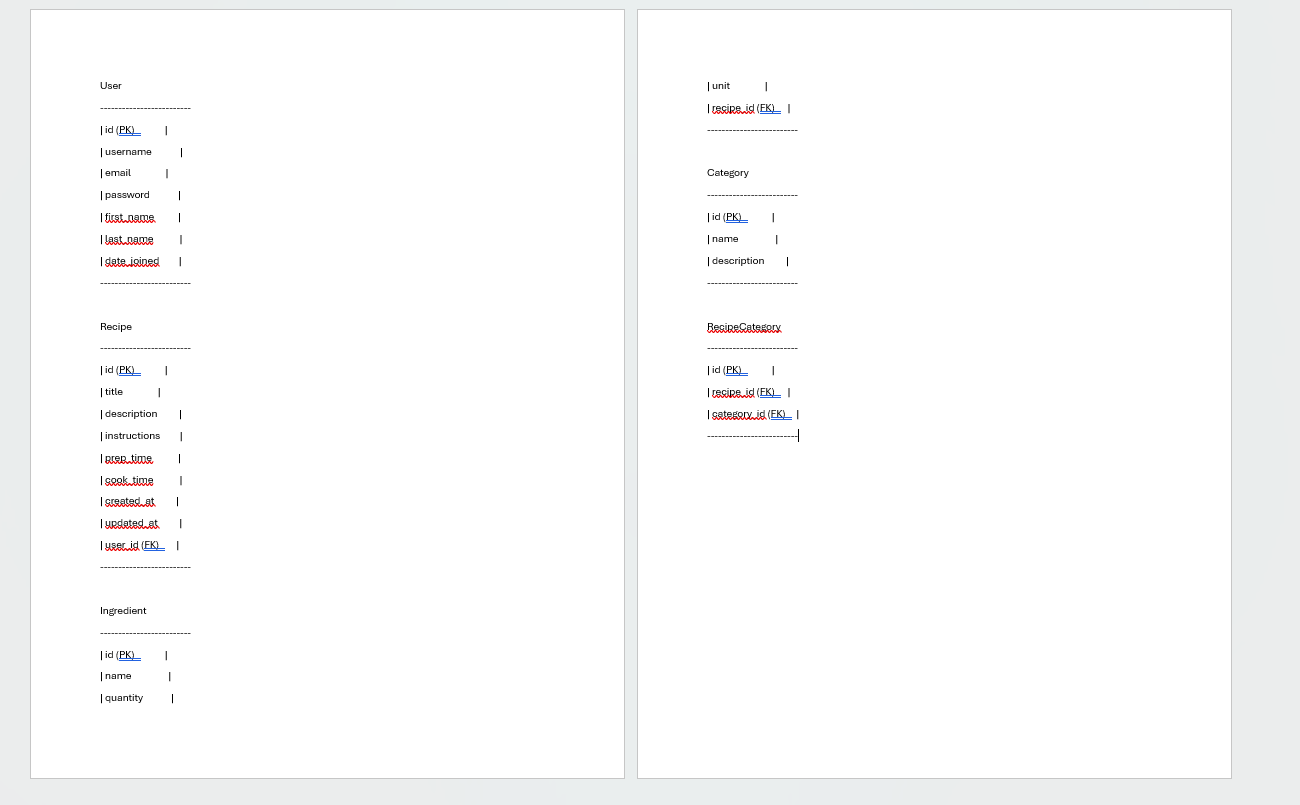 User
-------------------------
| id (PK) |
| username |
| email |
| password |
| first_name |
| last_name |
| date_joined |
-------------------------
Recipe
-------------------------
| id (PK) |
| title |
| description |
| instructions |
| prep_time |
| cook_time |
| created_at |
| updated_at |
| user_id (FK) |
-------------------------
Ingredient
-------------------------
| id (PK) |
| name |
| quantity |
| unit |
| recipe_id (FK) |
-------------------------
Category
-------------------------
| id (PK) |
| name |
| description |
-------------------------
RecipeCategory
-------------------------
| id (PK) |
| recipe_id (FK) |
| category_id (FK) |
-------------------------